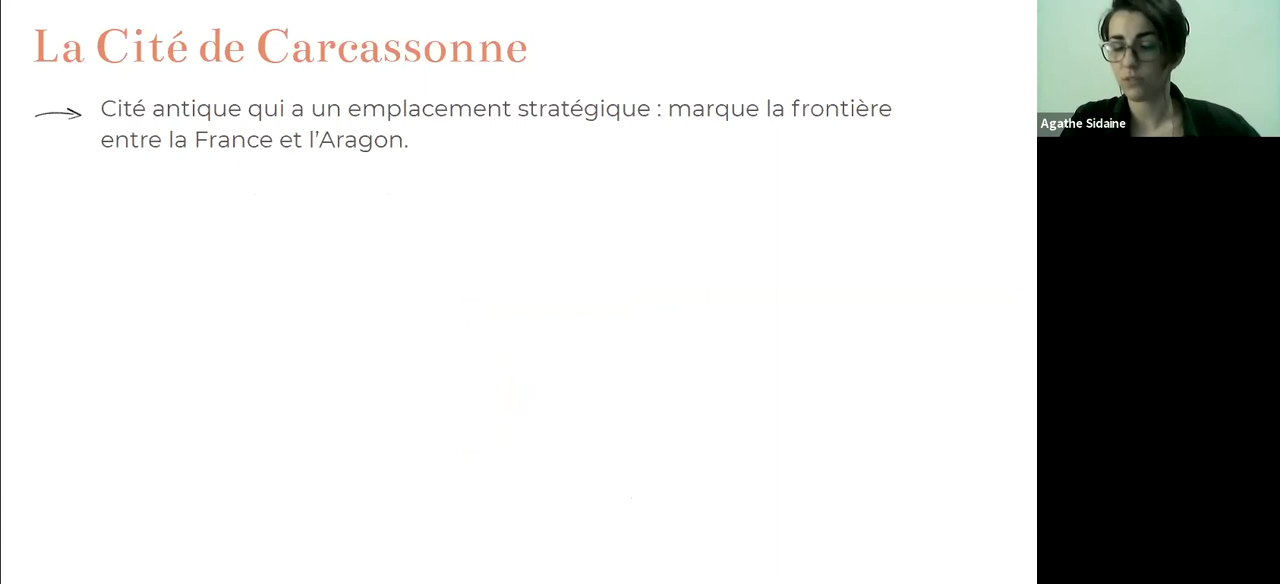 La Cité de Carcassonne
Cité antique qui a un emplacement stratégique : marque la frontière
entre la France et l’Aragon.
Agathe Sidaine